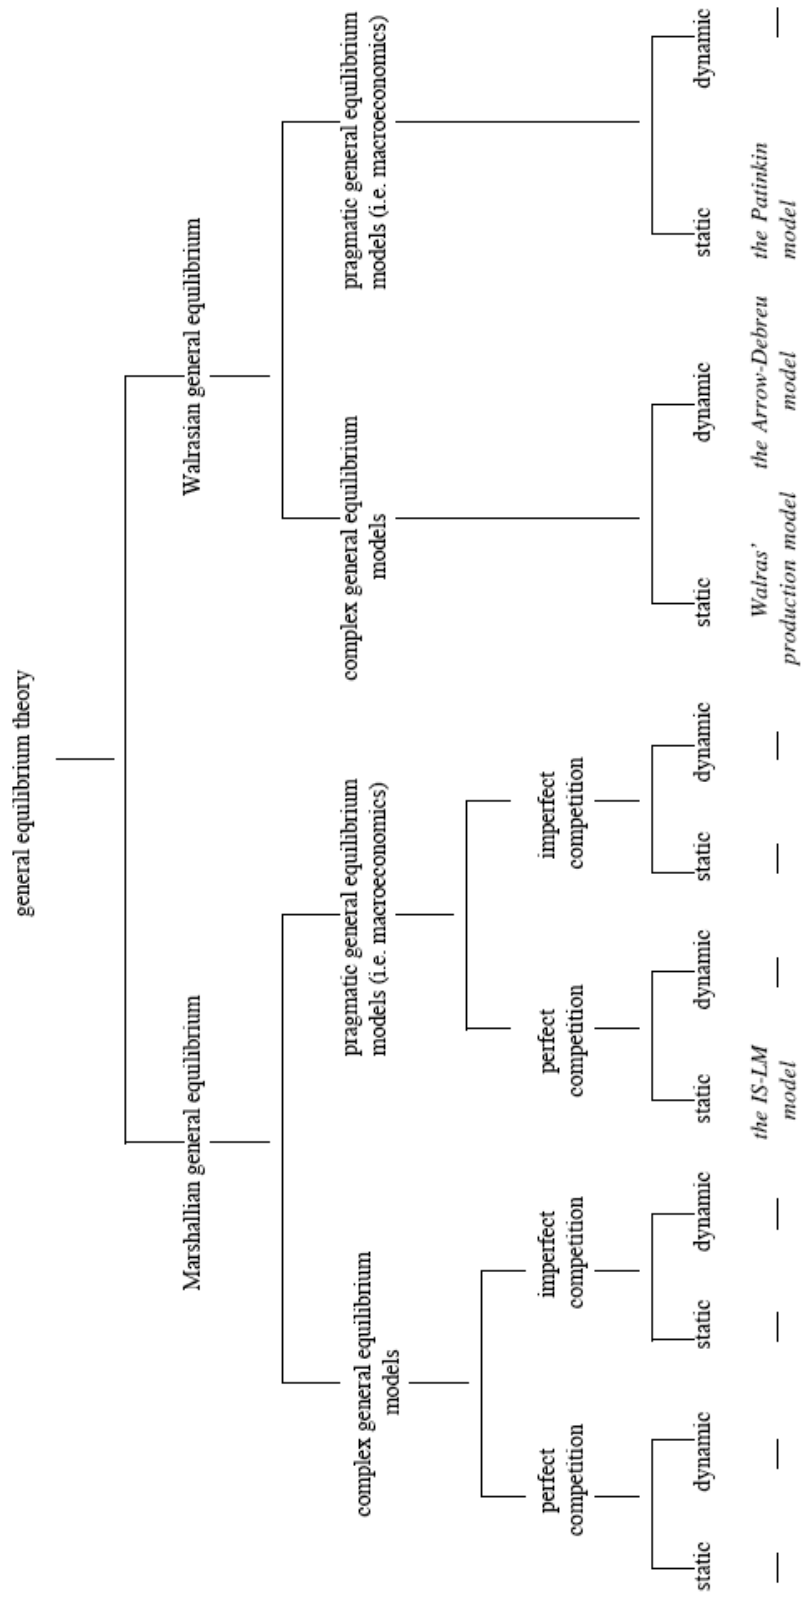 general equilibrium theory
Marshallian general equilibrium
Walrasian general equilibrium
complex general equilibrium
models
pragmatic general equilibrium
models (i.e. macroeconomics)
complex general equilibrium
models
pragmatic general equilibrium
models (i.e. macroeconomics)
perfect
competition
imperfect
competition
perfect
competition
imperfect
competition
static
dynamic
static
dynamic
static
dynamic
static
dynamic
static
dynamic
static
dynamic
—
—
—
—
the IS-LM
model
—
—
—
Walras’
production model
the Arrow-Debreu
model
the Patinkin
model
—